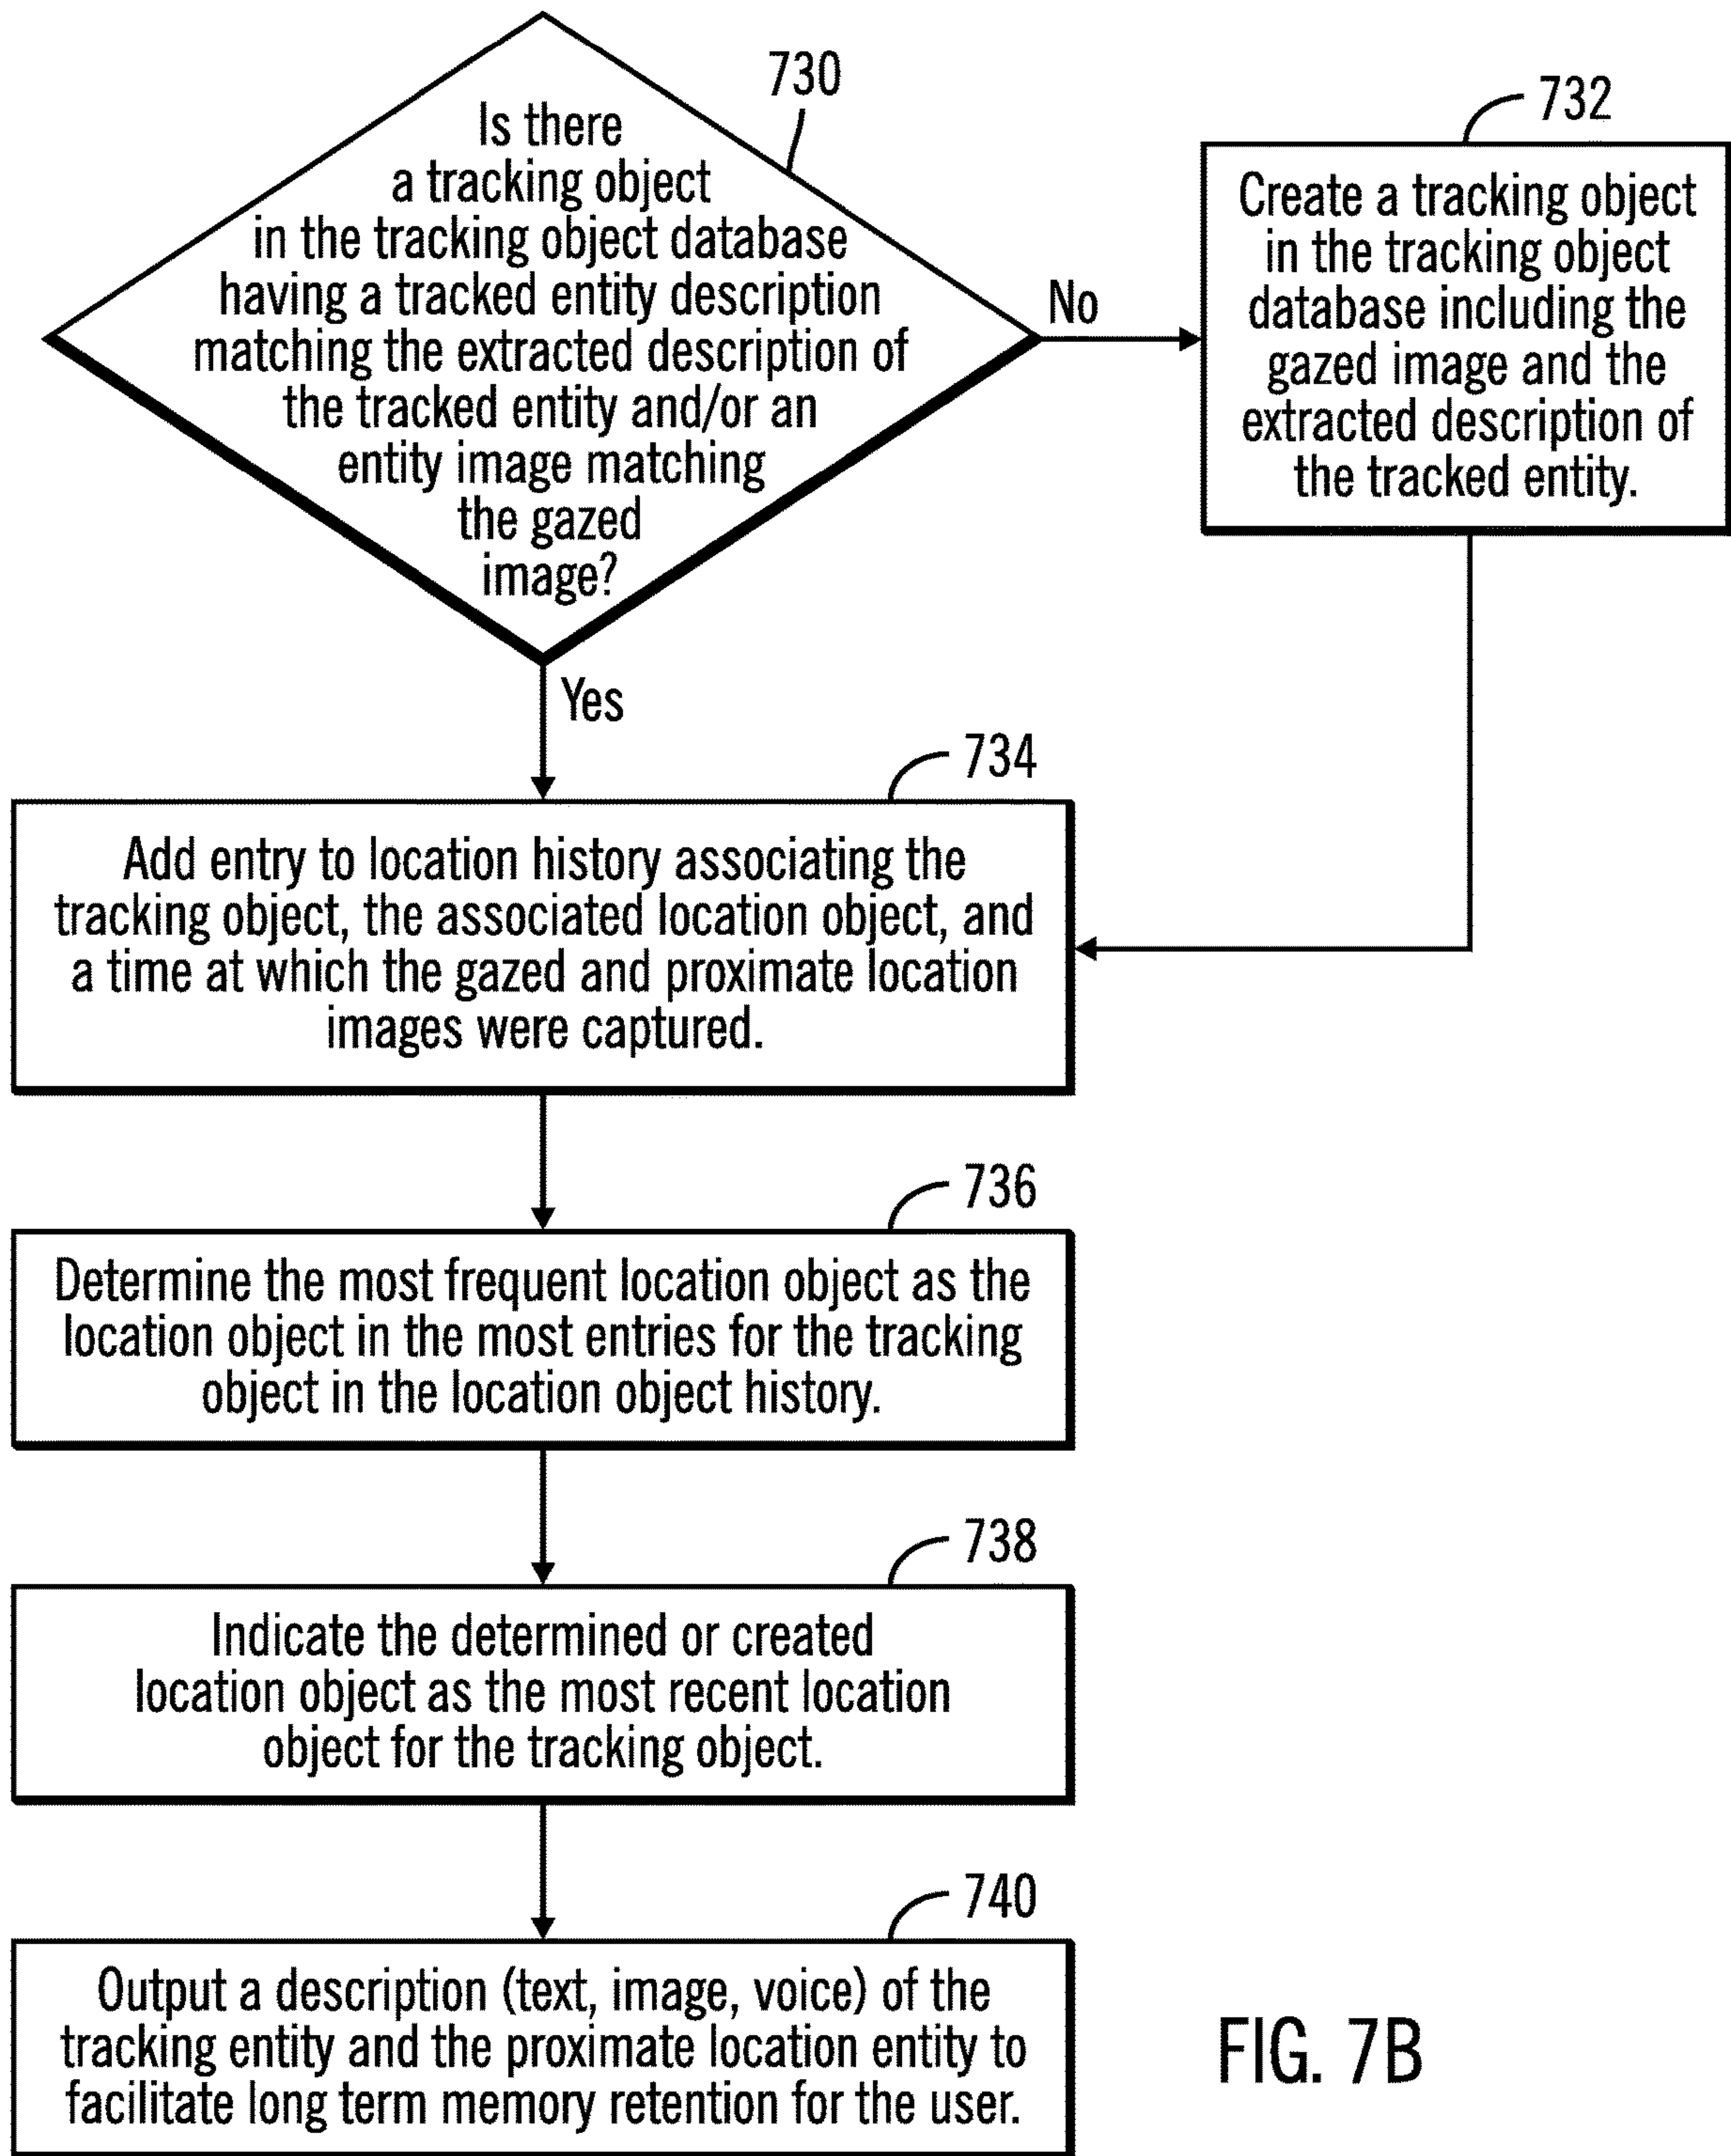 730
Is there
a tracking object
in the tracking object database
having a tracked entity description
matching the extracted description of
the tracked entity and/or an
entity image matching
the gazed
image?
No
732
Create a tracking object
in the tracking object
database including the
gazed image and the
extracted description of
the tracked entity.
Yes
734
Add entry to location history associating the
tracking object, the associated location object, and
a time at which the gazed and proximate location
images were captured.
736
Determine the most frequent location object as the
location object in the most entries for the tracking
object in the location object history.
738
Indicate the determined or created
location object as the most recent location
object for the tracking object.
740
Output a description (text, image, voice) of the
tracking entity and the proximate location entity to
facilitate long term memory retention for the user.
FIG. 7B